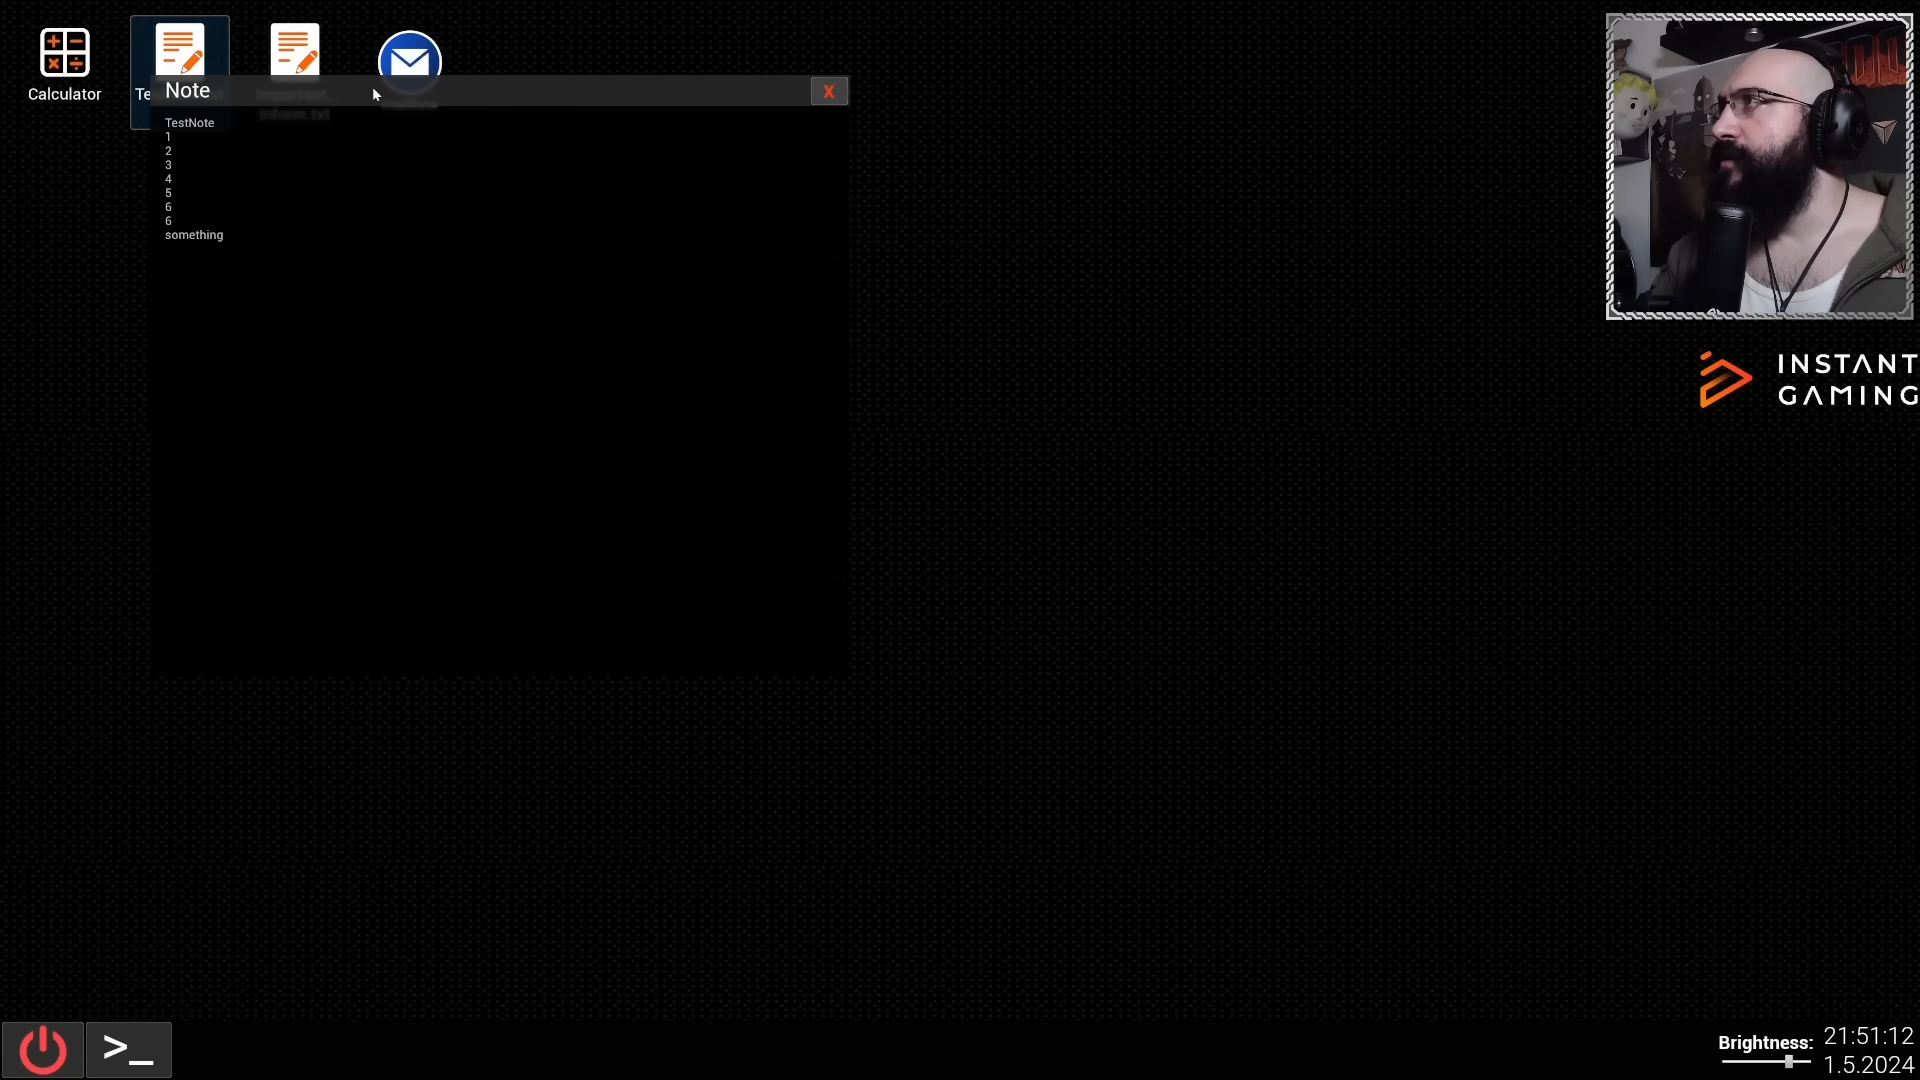 Calculator
Te
Note
X
TestNote
1
2
3
4
5
6
6
something
INSTANT
GAMING
>_
Brightness:
21:51:12
1.5.2024